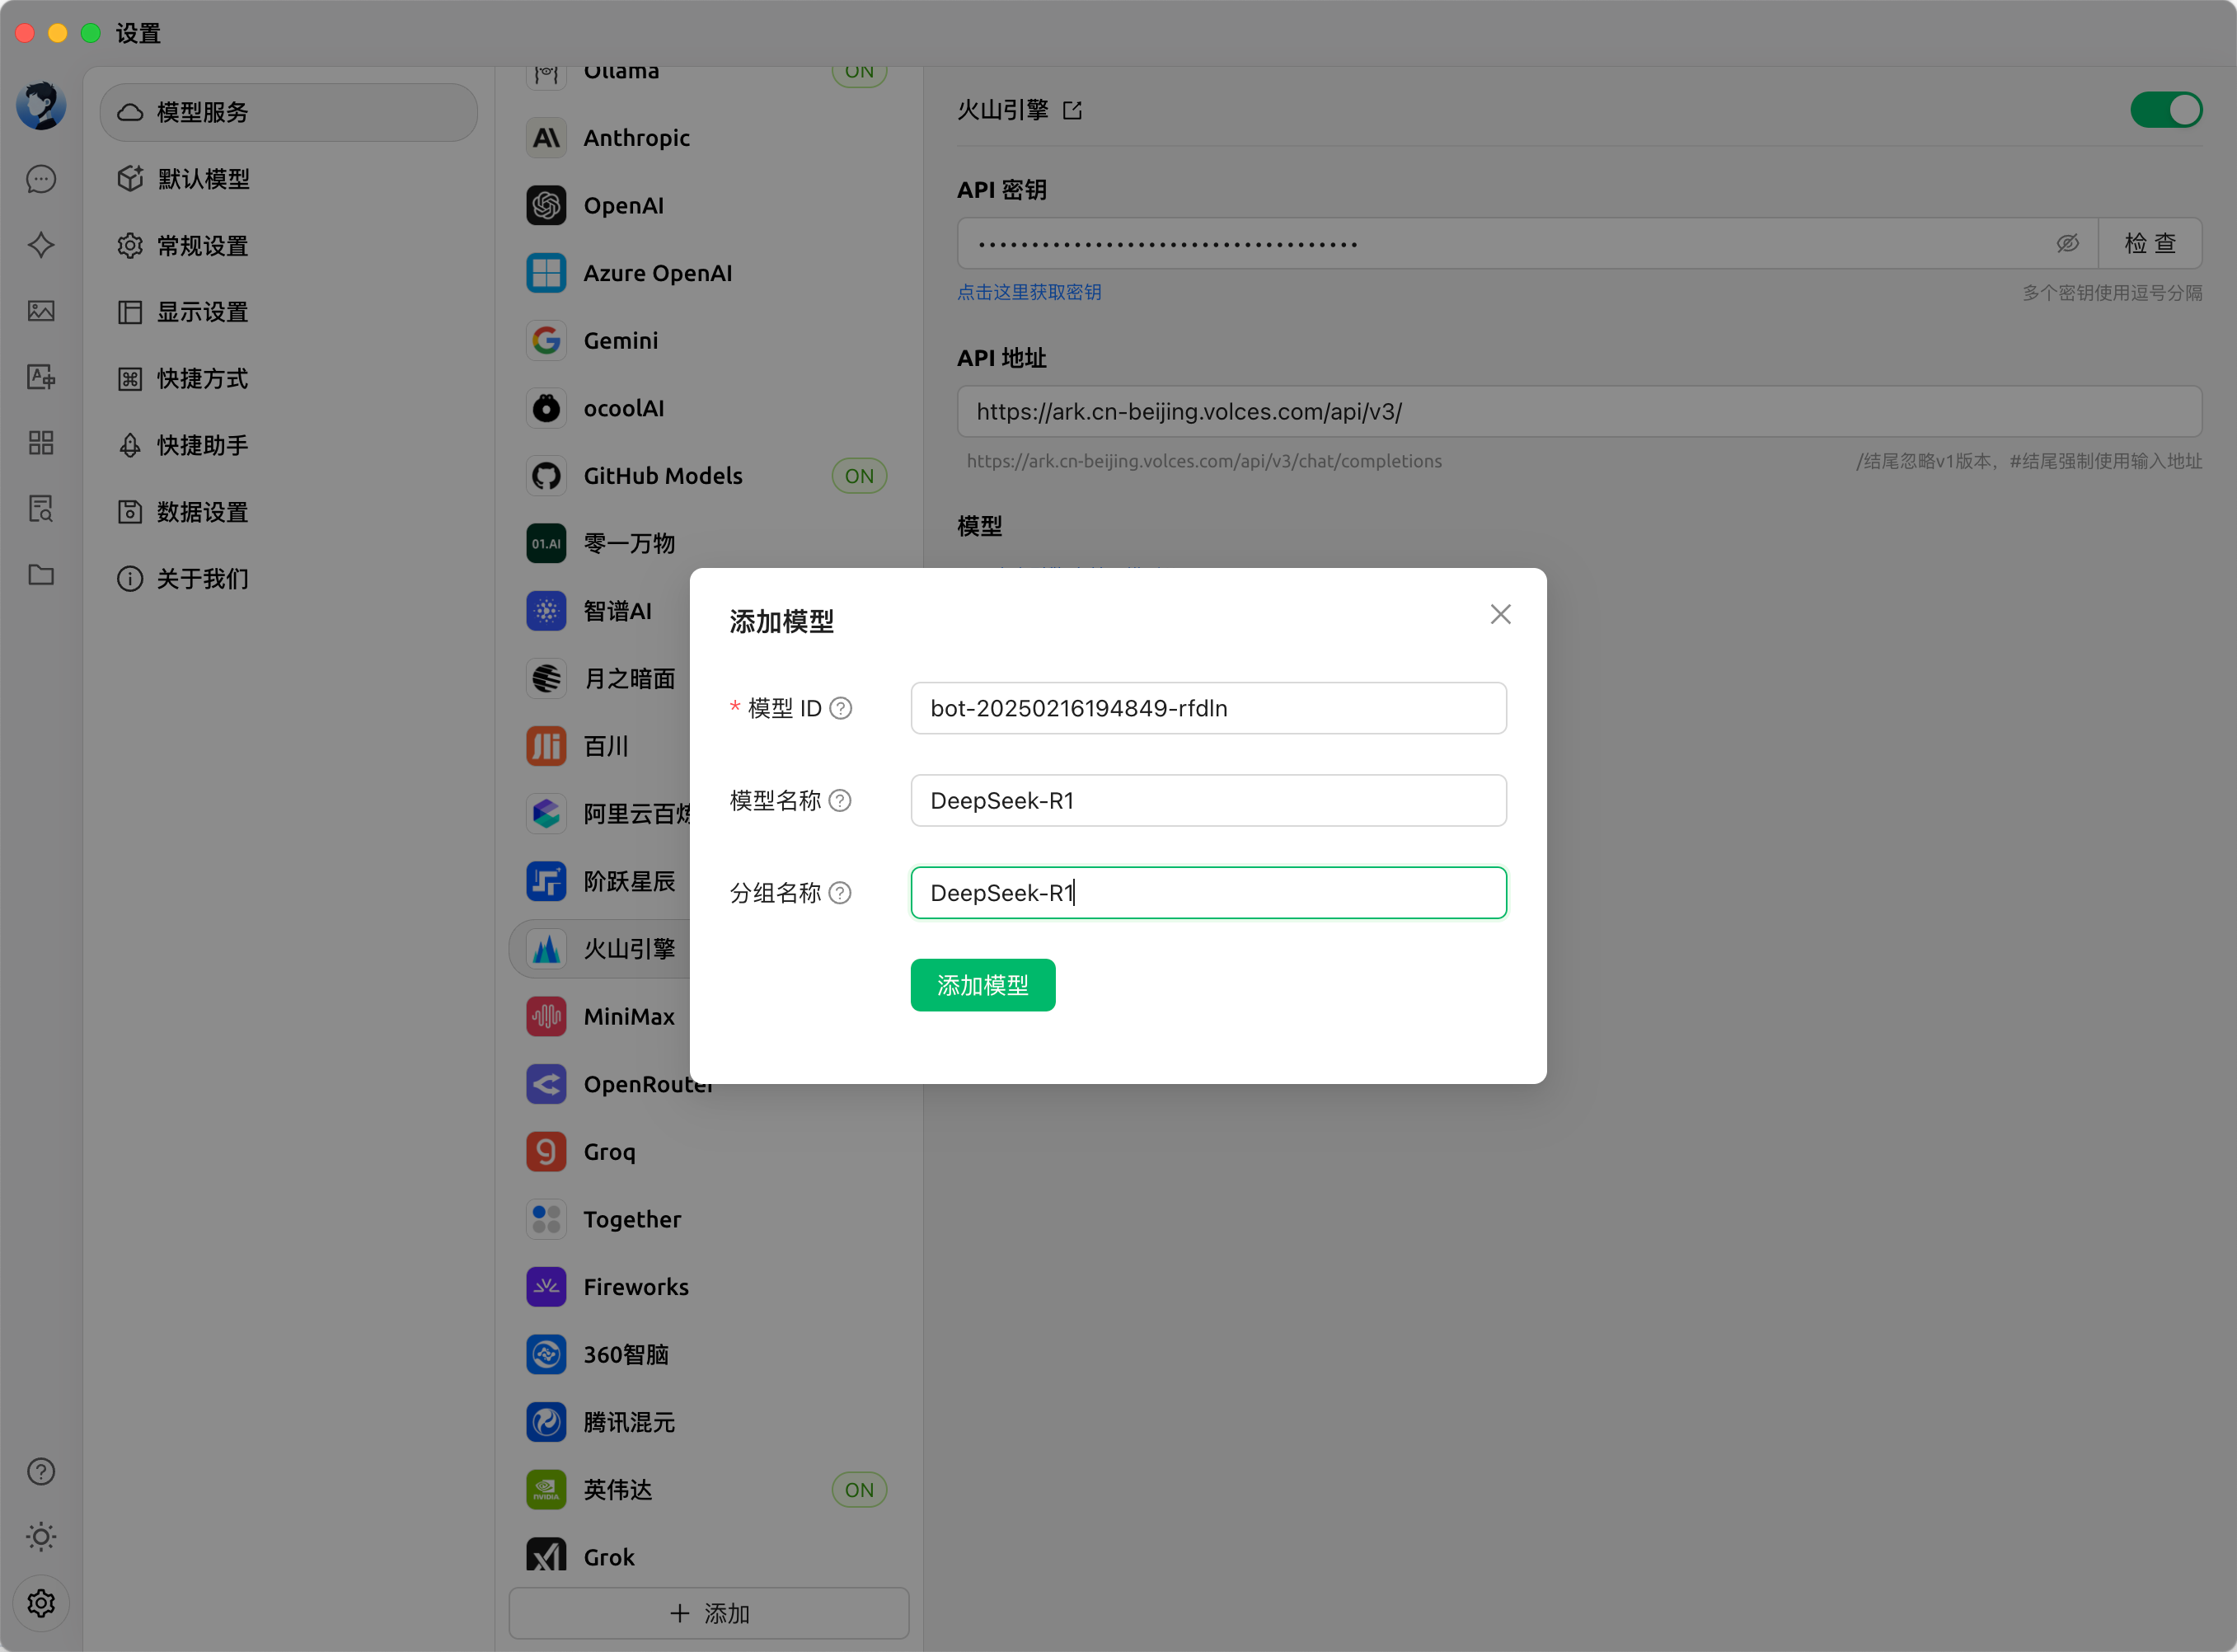 设置
模型服务
默认模型
常规设置
显示设置
快捷方式
快捷助手
数据设置
关于我们
Ollama
ON
Anthropic
OpenAI
Azure OpenAI
Gemini
ocoolAI
GitHub Models
ON
01.AI
零一万物
智谱AI
月之暗面
百川
阿里云百炼
阶跃星辰
火山引擎
MiniMax
OpenRouter
Groq
Together
Fireworks
360智脑
腾讯混元
NVIDIA
英伟达
ON
Grok
添加
火山引擎
API 密钥
检 查
点击这里获取密钥
多个密钥使用逗号分隔
API 地址
https://ark.cn-beijing.volces.com/api/v3/
https://ark.cn-beijing.volces.com/api/v3/chat/completions
/结尾忽略v1版本，#结尾强制使用输入地址
模型
添加模型
* 模型 ID
bot-20250216194849-rfdln
模型名称
DeepSeek-R1
分组名称
DeepSeek-R1
添加模型